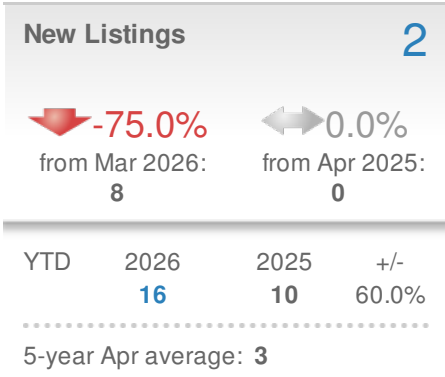 New Listings 2
-75.0% 0.0%
from Mar 2026: from Apr 2025:
8 0
YTD 2026 2025 +/-
16 10 60.0%
5-year Apr average: 3